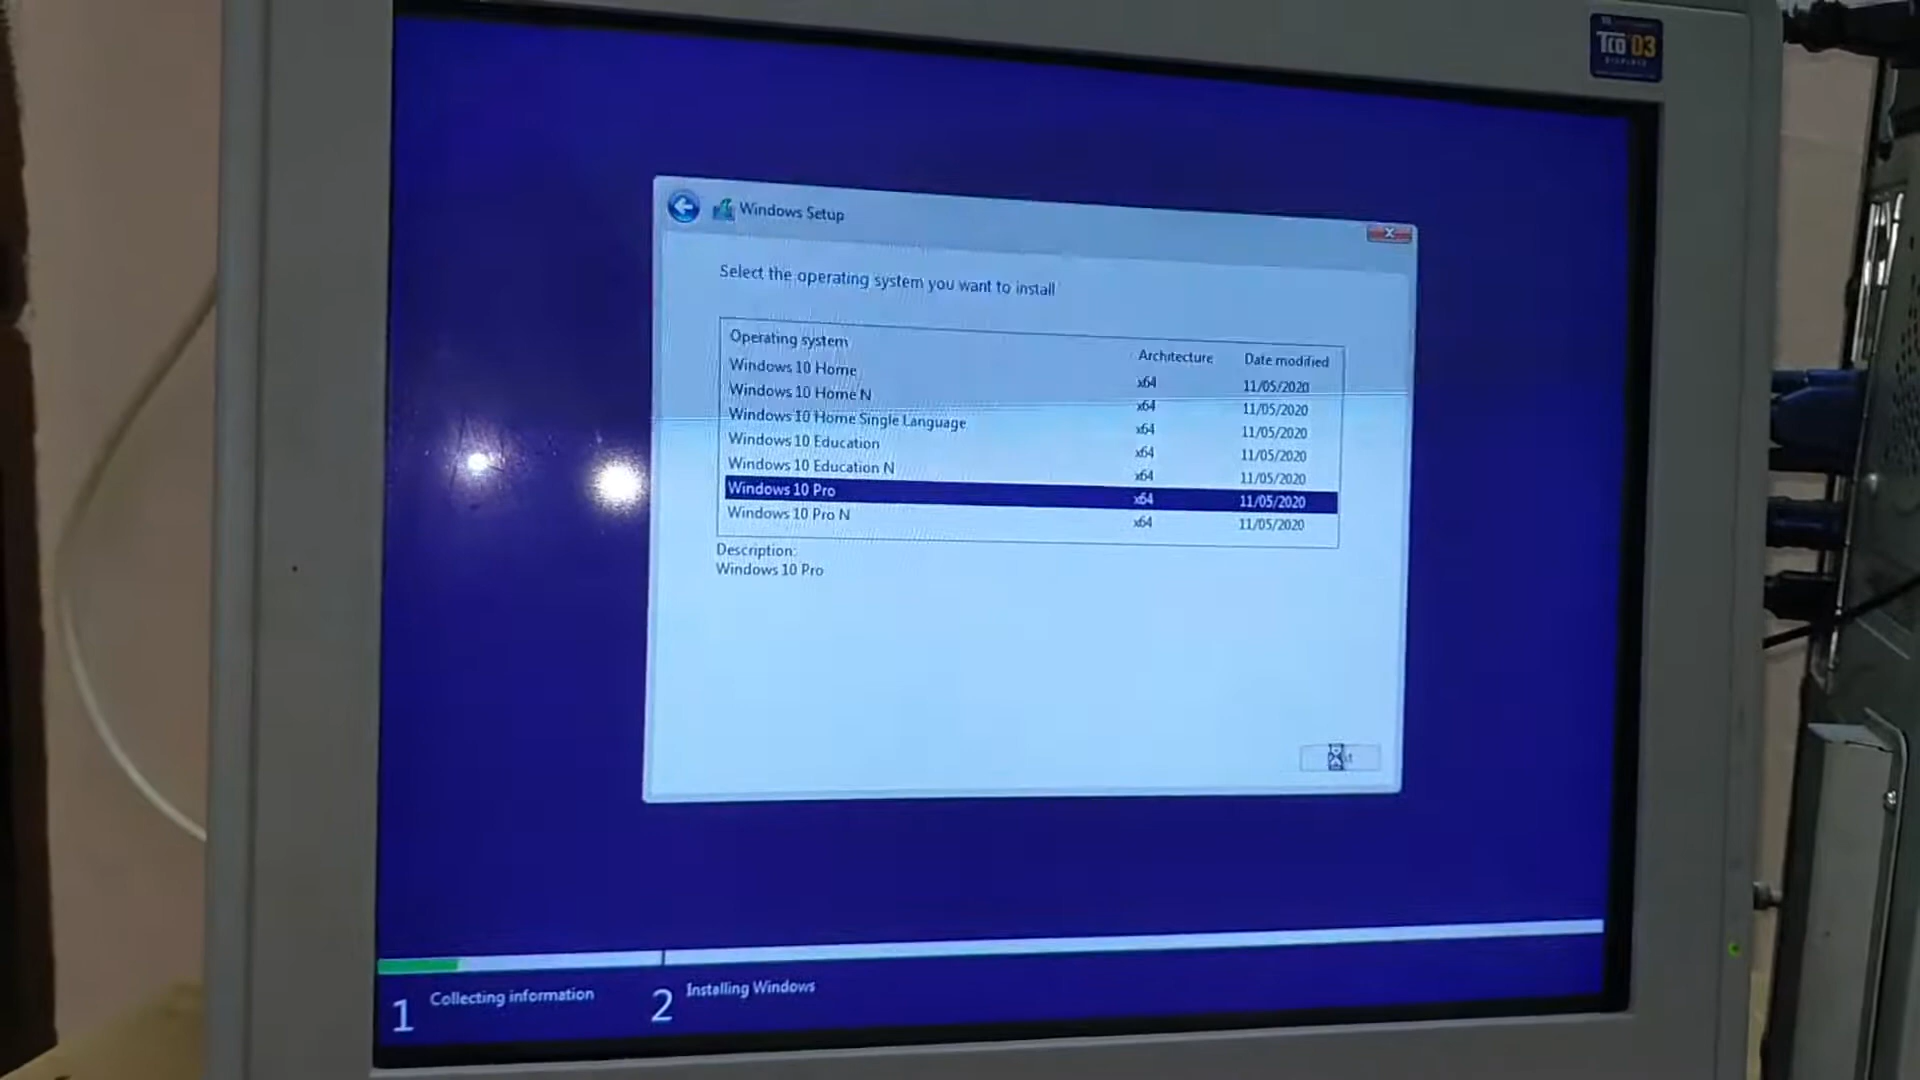 TCO'03
DISPLAYS
Windows Setup
Select the operating system you want to install
Operating system Architecture Date modified
Windows 10 Home x64 11/05/2020
Windows 10 Home N x64 11/05/2020
Windows 10 Home Single Language x64 11/05/2020
Windows 10 Education x64 11/05/2020
Windows 10 Education N x64 11/05/2020
Windows 10 Pro x64 11/05/2020
Windows 10 Pro N x64 11/05/2020
Description:
Windows 10 Pro
1 Collecting information
2 Installing Windows